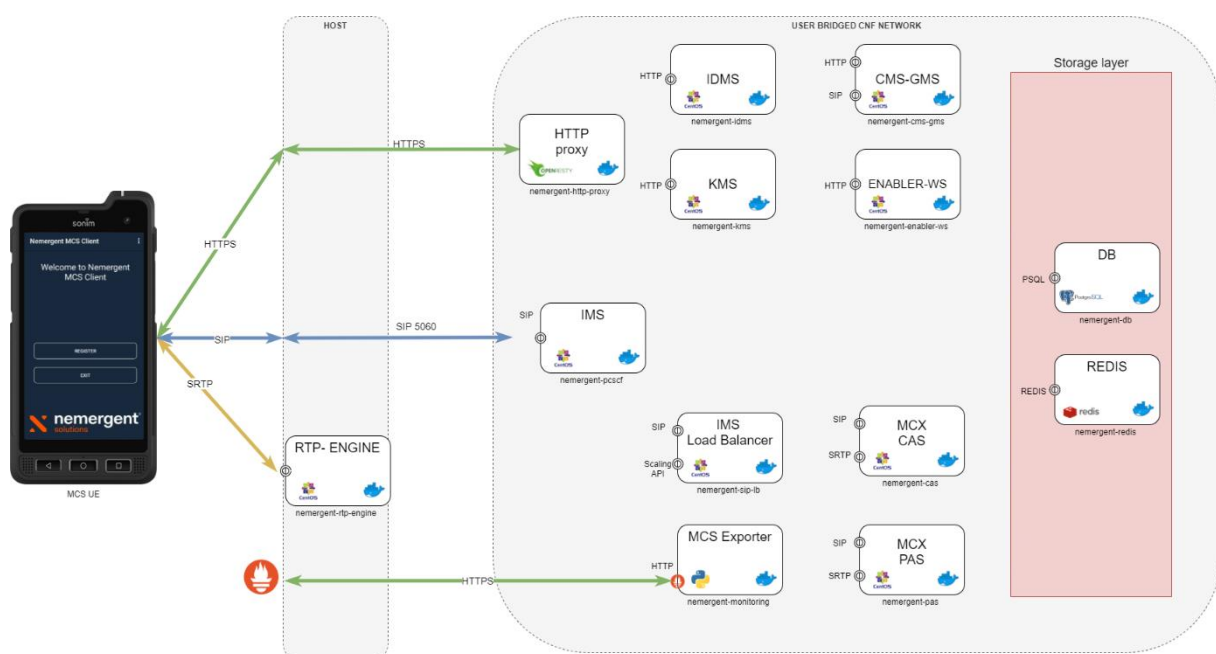 HOST
USER BRIDGED CNF NETWORK
HTTP
IDMS
CentOS
nemergent-idms
HTTP
SIP
CMS-GMS
CentOS
nemergent-cms-gms
Storage layer
HTTPS
HTTP
proxy
OPENRESTY
nemergent-http-proxy
HTTP
KMS
CentOS
nemergent-kms
HTTP
ENABLER-WS
CentOS
nemergent-enabler-ws
sonim
Nemergent MCS Client
Welcome to Nemergent
MCS Client
REGISTER
EXIT
nemergent
solutions
MCS UE
HTTPS
SIP
SRTP
SIP 5060
SIP
IMS
CentOS
nemergent-pcscf
PSQL
DB
PostgreSQL
nemergent-db
REDIS
REDIS
redis
nemergent-redis
RTP- ENGINE
CentOS
nemergent-rtp-engine
SIP
Scaling
API
IMS
Load Balancer
CentOS
nemergent-sip-lb
SIP
SRTP
MCX
CAS
CentOS
nemergent-cas
HTTPS
HTTP
MCS Exporter
nemergent-monitoring
SIP
SRTP
MCX
PAS
CentOS
nemergent-pas